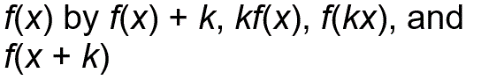 f(x) by f(x) + k, kf(x), f(kx), and
f(x + k)